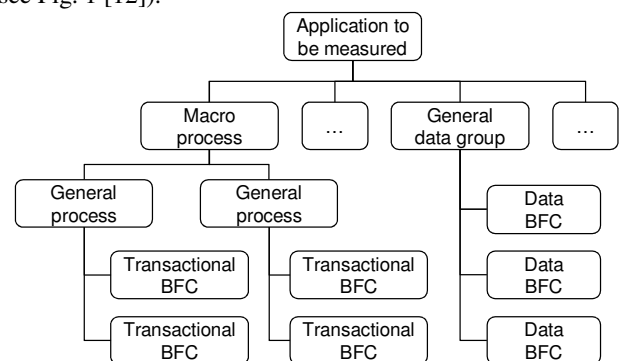 see Fig. 1 [12]).
Application to
be measured
Macro
process
…
General
data group
…
General
process
General
process
Data
BFC
Transactional
BFC
Transactional
BFC
Data
BFC
Transactional
BFC
Transactional
BFC
Data
BFC